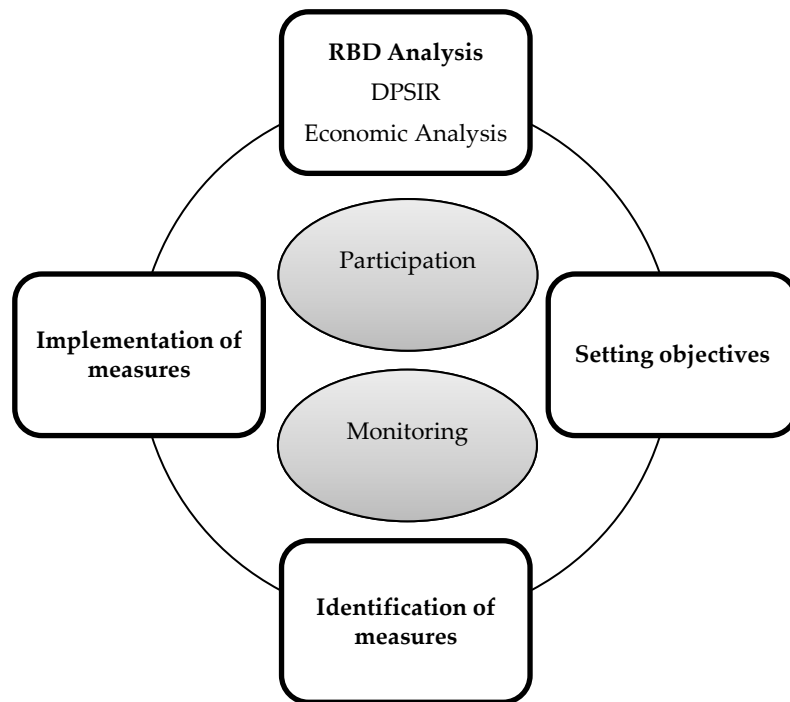 RBD Analysis
DPSIR
Economic Analysis
Participation
Implementation of
measures
Setting objectives
Monitoring
Identification of
measures